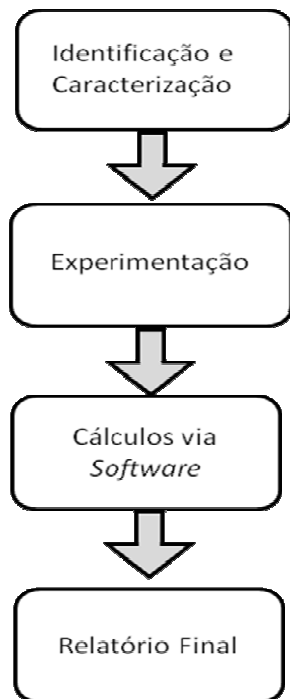 Identificação e
Caracterização
Experimentação
Cálculos via
Software
Relatório Final